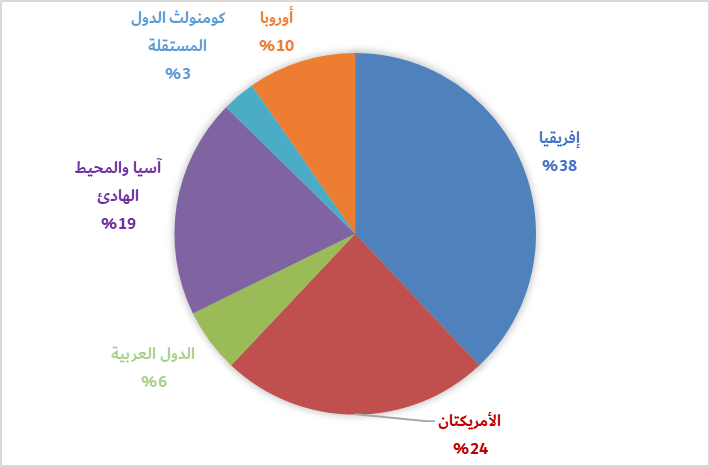 كومنولث الدول
المستقلة
%3
أوروبا
%10
إفريقيا
%38
آسيا والمحيط
الهادئ
%19
الدول العربية
%6
الأمريكتان
%24